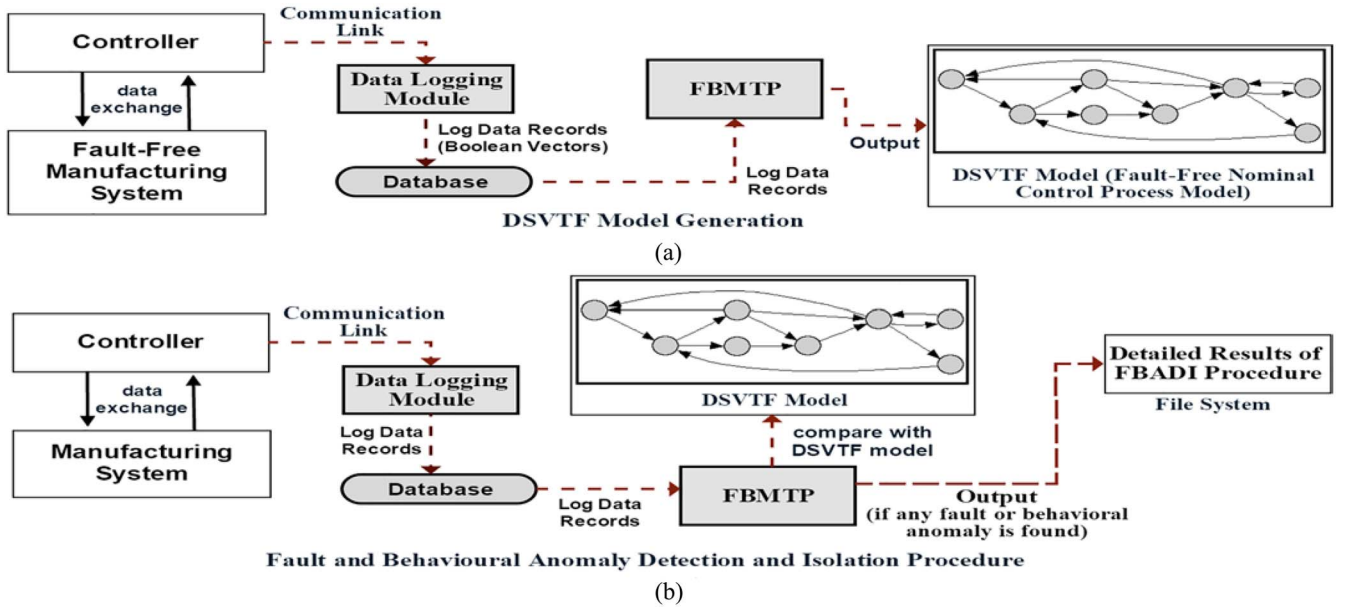 Controller
data
exchange
Fault-Free
Manufacturing
System
Communication
Link
Data Logging
Module
Log Data Records
(Boolean Vectors)
Database
Log Data
Records
FBMTP
Output
DSVTF Model (Fault-Free Nominal
Control Process Model)
DSVTF Model Generation
(a)
Controller
data
exchange
Manufacturing
System
Communication
Link
Data Logging
Module
Log Data
Records
Database
Log Data
Records
DSVTF Model
compare with
DSVTF model
FBMTP
Output
(if any fault or behavioral
anomaly is found)
Detailed Results of
FBADI Procedure
File System
Fault and Behavioural Anomaly Detection and Isolation Procedure
(b)